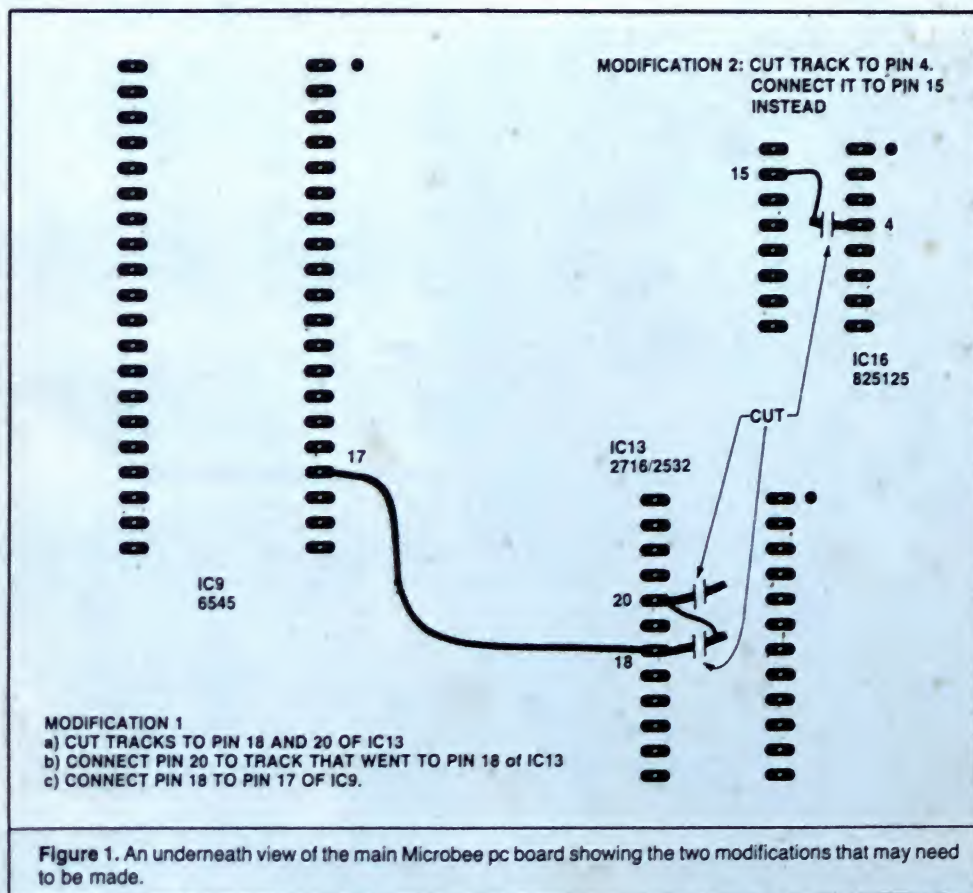 MODIFICATION 2: CUT TRACK TO PIN 4.
CONNECT IT TO PIN 15
INSTEAD
15
4
IC16
825125
CUT
17
IC13
2716/2532
IC9
6545
20
18
MODIFICATION 1
a) CUT TRACKS TO PIN 18 AND 20 OF IC13
b) CONNECT PIN 20 TO TRACK THAT WENT TO PIN 18 of IC13
c) CONNECT PIN 18 TO PIN 17 OF IC9.
Figure 1. An underneath view of the main Microbee pc board showing the two modifications that may need
to be made.